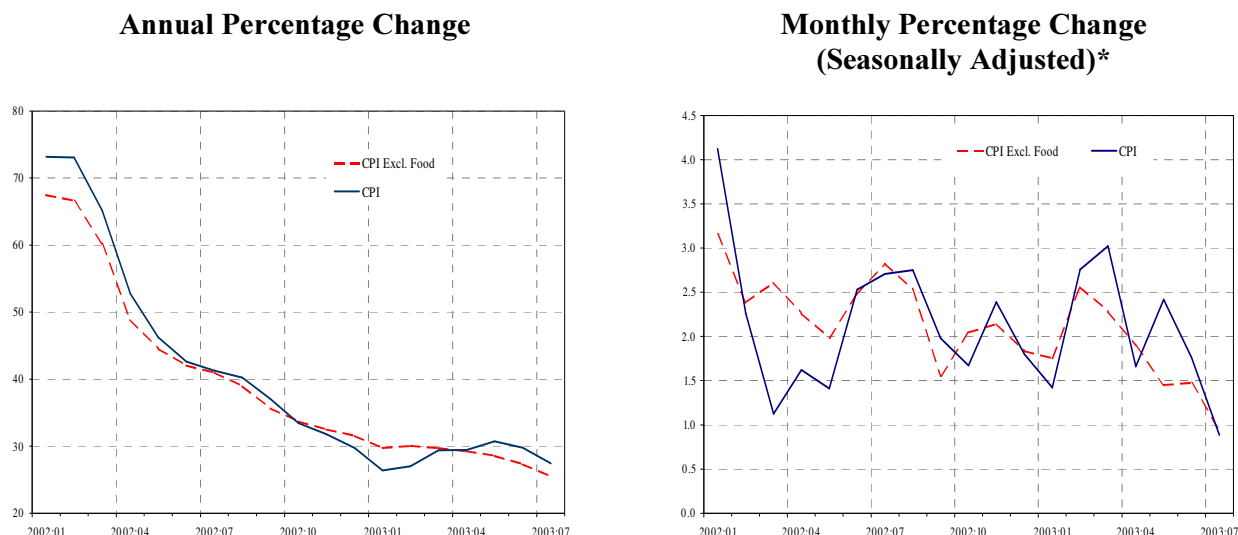 Annual Percentage Change
80
70
60
50
40
30
20
CPI Excl. Food
CPI
2002:01 2002:04 2002:07 2002:10 2003:01 2003:04 2003:07
Monthly Percentage Change
(Seasonally Adjusted)*
4.5
4.0
3.5
3.0
2.5
2.0
1.5
1.0
0.5
0.0
CPI Excl. Food CPI
2002:01 2002:04 2002:07 2002:10 2003:01 2003:04 2003:07